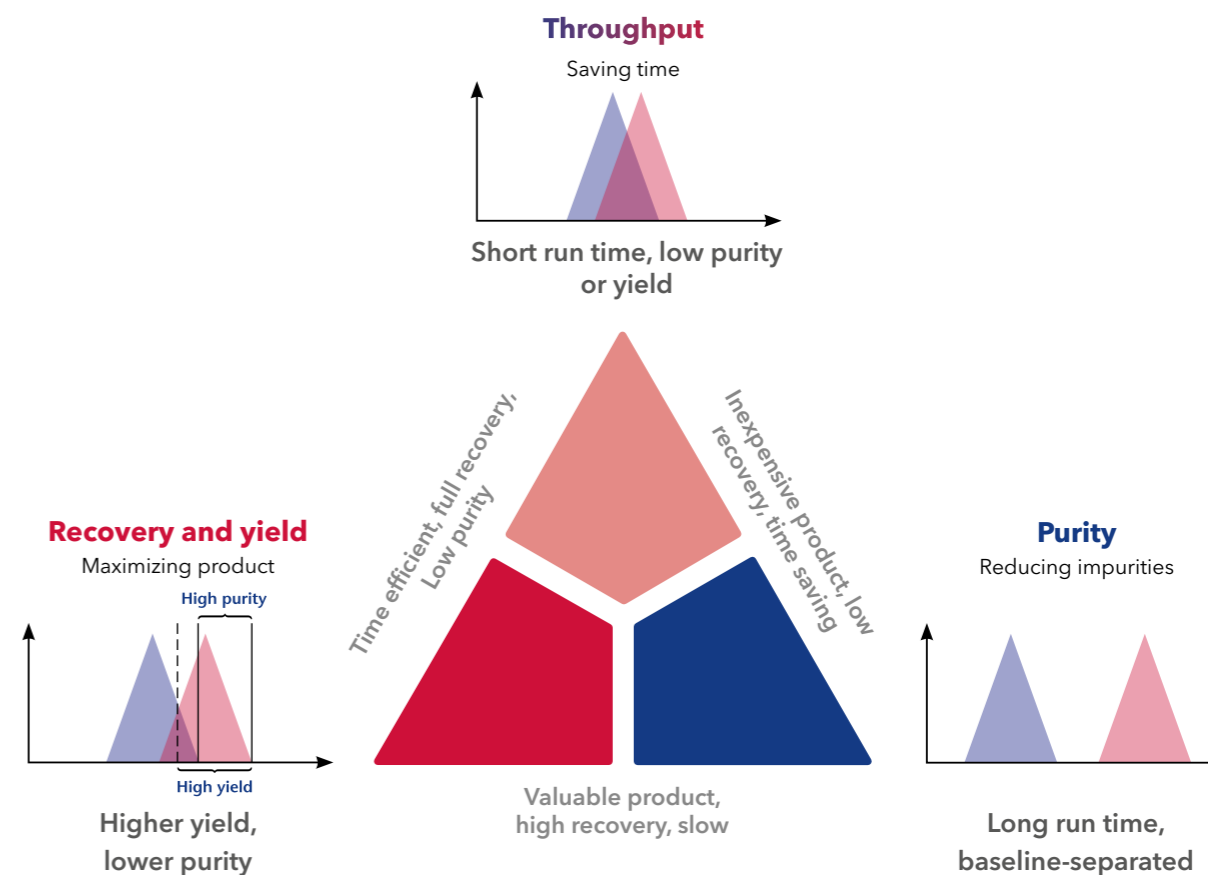 Throughput
Saving time
Short run time, low purity
or yield
Time efficient, full recovery,
Low purity
Inexpensive product, low
recovery, time saving
Recovery and yield
Maximizing product
High purity
High yield
Higher yield,
lower purity
Valuable product,
high recovery, slow
Purity
Reducing impurities
Long run time,
baseline-separated